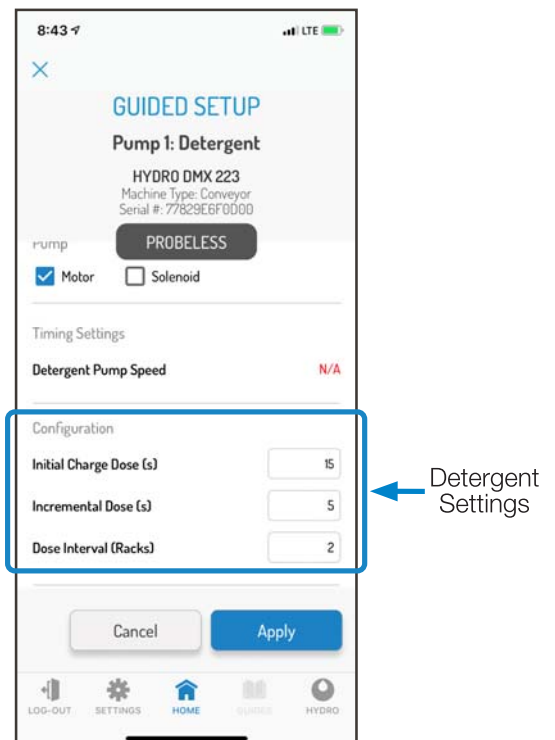 8:43
LTE
GUIDED SETUP
Pump 1: Detergent
HYDRO DMX 223
Machine Type: Conveyor
Serial #: 77829E6F0D00
Pump
PROBELESS
Motor
Solenoid
Timing Settings
Detergent Pump Speed N/A
Configuration
Initial Charge Dose (s) 15
Incremental Dose (s) 5
Dose Interval (Racks) 2
Detergent
Settings
Cancel
Apply
LOG-OUT SETTINGS HOME GUIDES HYDRO